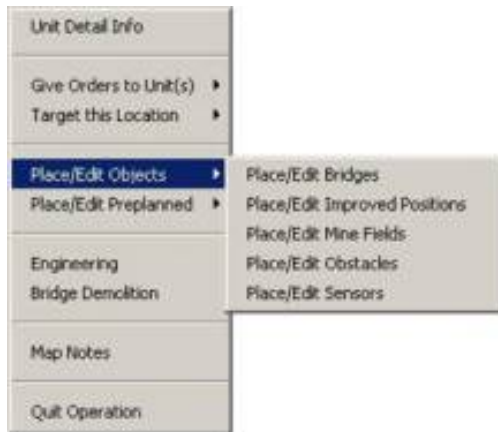 Unit Detail Info
Give Orders to Unit(s)
Target this Location
Place/Edit Objects
Place/Edit Preplanned
Engineering
Bridge Demolition
Map Notes
Quit Operation
Place/Edit Bridges
Place/Edit Improved Positions
Place/Edit Mine Fields
Place/Edit Obstacles
Place/Edit Sensors